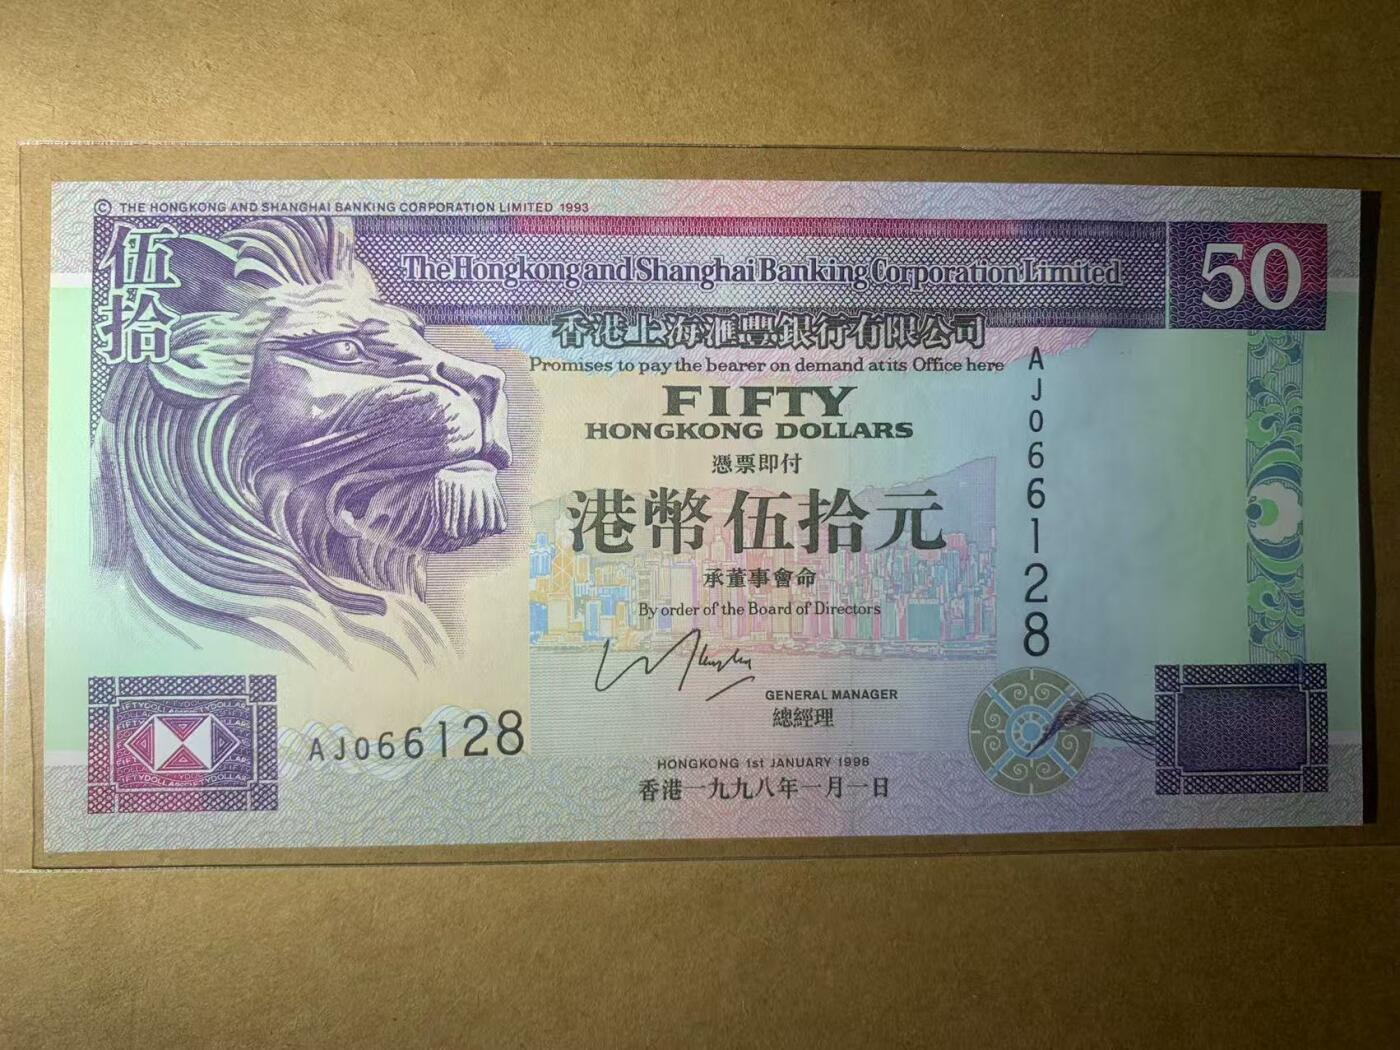 © THE HONGKONG AND SHANGHAI BANKING CORPORATION LIMITED 1993
伍拾
The Hongkong and Shanghai Banking Corporation Limited
50
香港上海滙豐銀行有限公司
Promises to pay the bearer on demand at its Office here
FIFTY
HONGKONG DOLLARS
憑票即付
港幣伍拾元
承董事會命
By order of the Board of Directors
GENERAL MANAGER
總經理
AJ066128
AJ066128
HONGKONG 1st JANUARY 1998
香港一九九八年一月一日